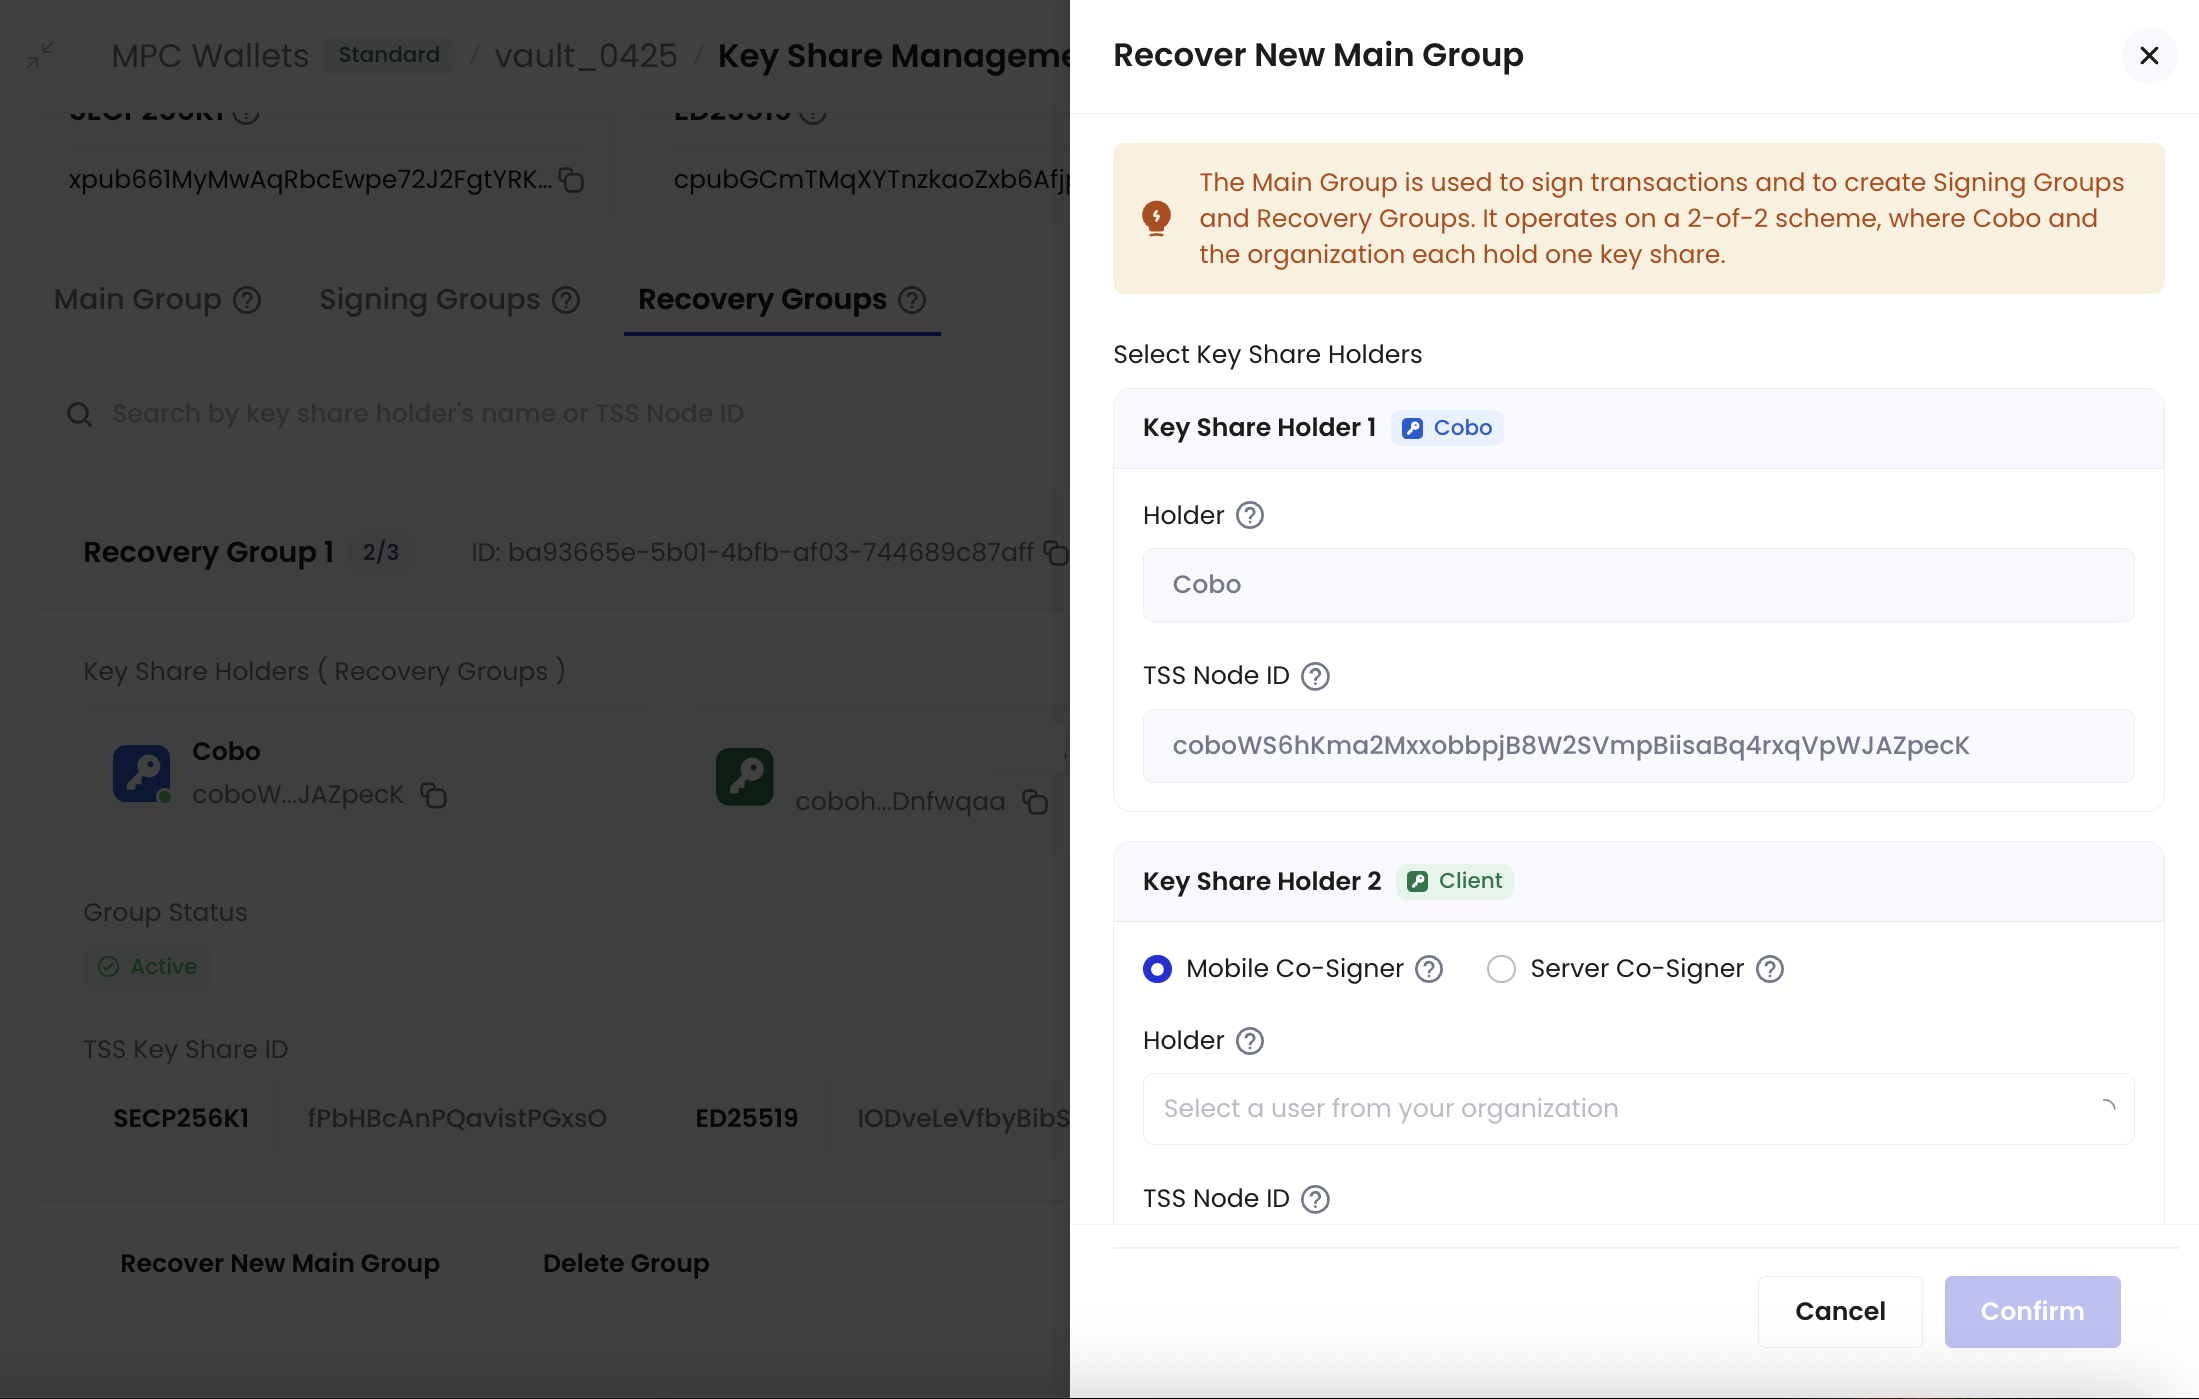 MPC Wallets Standard / vault_0425 / Key Share Manageme
SECP256K1 ED25519
xpub661MyMwAqRbcEwpe72J2FgtYRK... cpubGCmTMqXYTnzkaoZxb6Afjp
Main Group Signing Groups Recovery Groups
Search by key share holder's name or TSS Node ID
Recovery Group 1 2/3 ID: ba93665e-5b01-4bfb-af03-744689c87aff
Key Share Holders ( Recovery Groups )
Cobo
coboW...JAZpecK coboh...Dnfwqaa
Group Status
Active
TSS Key Share ID
SECP256K1 fPbHBcAnPQavistPGxsO ED25519 IODveLeVfbyBibS
Recover New Main Group Delete Group
Recover New Main Group
The Main Group is used to sign transactions and to create Signing Groups
and Recovery Groups. It operates on a 2-of-2 scheme, where Cobo and
the organization each hold one key share.
Select Key Share Holders
Key Share Holder 1 Cobo
Holder
Cobo
TSS Node ID
coboWS6hKma2MxxobbpjB8W2SVmpBiisaBq4rxqVpWJAZpecK
Key Share Holder 2 Client
Mobile Co-Signer Server Co-Signer
Holder
Select a user from your organization
TSS Node ID
Cancel Confirm